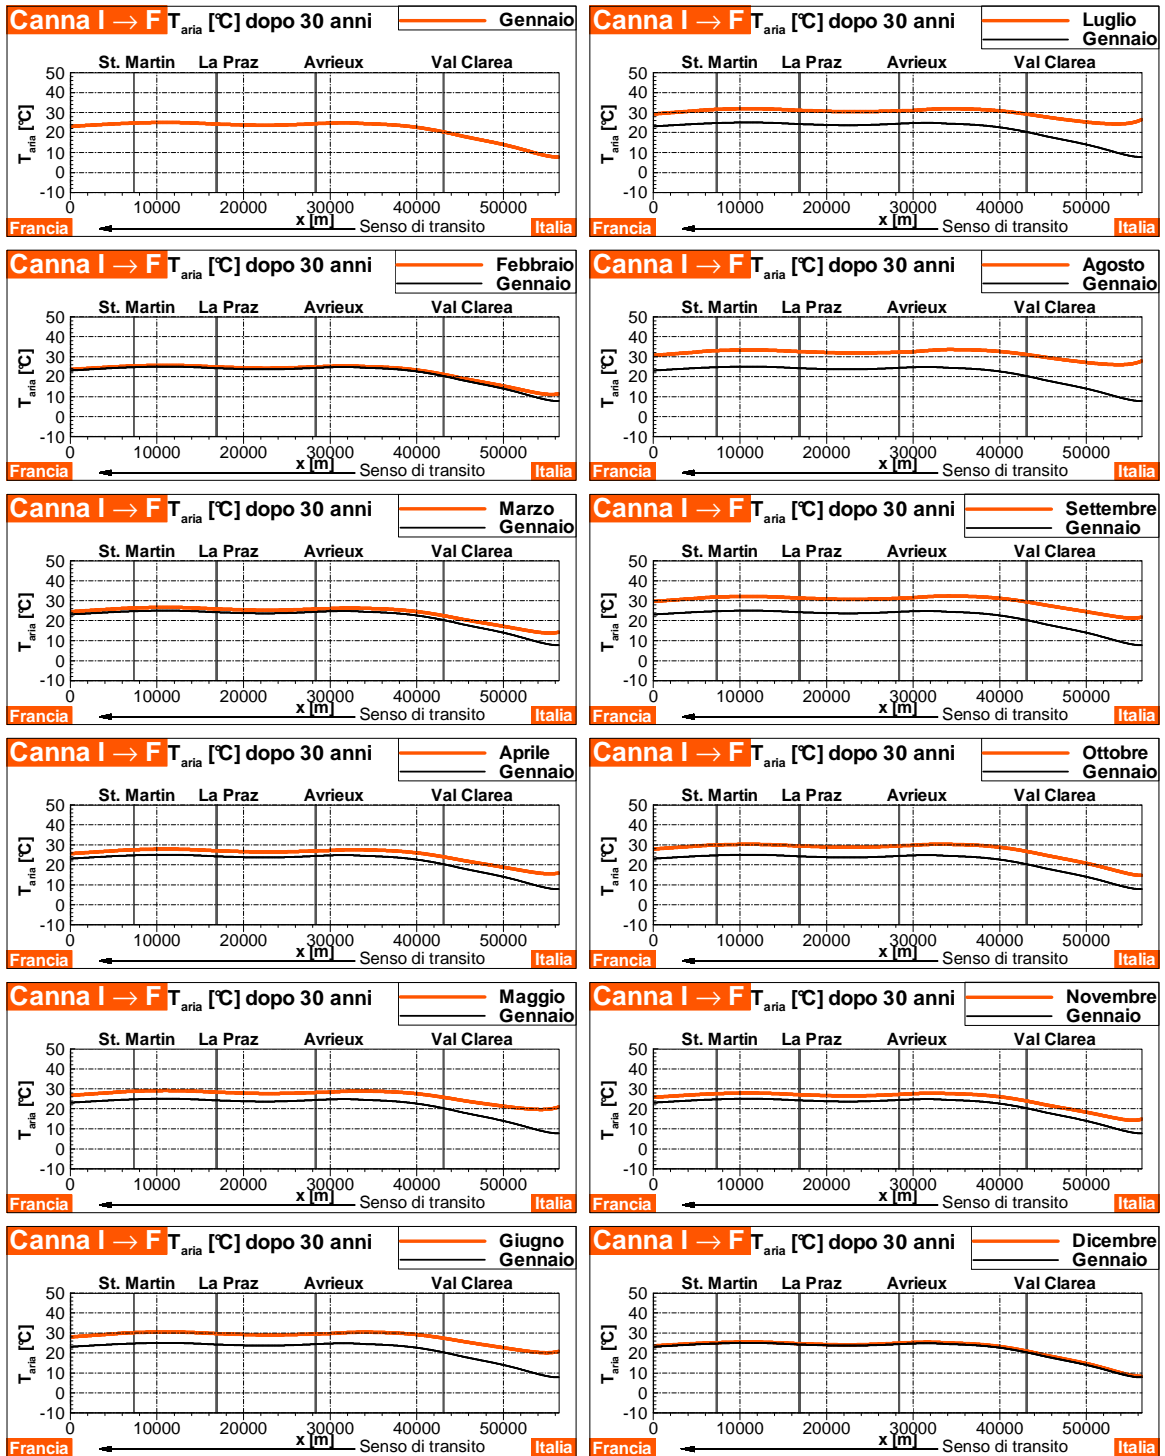 Canna I → F T aria [°C] dopo 30 anni
Gennaio
St. Martin La Praz Avrieux Val Clarea
T aria [°C]
50
40
30
20
10
0
-10
0 10000 20000 30000 40000 50000
x [m]
Francia Senso di transito Italia
Canna I → F T aria [°C] dopo 30 anni
Luglio
Gennaio
St. Martin La Praz Avrieux Val Clarea
T aria [°C]
50
40
30
20
10
0
-10
0 10000 20000 30000 40000 50000
x [m]
Francia Senso di transito Italia
Canna I → F T aria [°C] dopo 30 anni
Febbraio
Gennaio
St. Martin La Praz Avrieux Val Clarea
T aria [°C]
50
40
30
20
10
0
-10
0 10000 20000 30000 40000 50000
x [m]
Francia Senso di transito Italia
Canna I → F T aria [°C] dopo 30 anni
Agosto
Gennaio
St. Martin La Praz Avrieux Val Clarea
T aria [°C]
50
40
30
20
10
0
-10
0 10000 20000 30000 40000 50000
x [m]
Francia Senso di transito Italia
Canna I → F T aria [°C] dopo 30 anni
Marzo
Gennaio
St. Martin La Praz Avrieux Val Clarea
T aria [°C]
50
40
30
20
10
0
-10
0 10000 20000 30000 40000 50000
x [m]
Francia Senso di transito Italia
Canna I → F T aria [°C] dopo 30 anni
Settembre
Gennaio
St. Martin La Praz Avrieux Val Clarea
T aria [°C]
50
40
30
20
10
0
-10
0 10000 20000 30000 40000 50000
x [m]
Francia Senso di transito Italia
Canna I → F T aria [°C] dopo 30 anni
Aprile
Gennaio
St. Martin La Praz Avrieux Val Clarea
T aria [°C]
50
40
30
20
10
0
-10
0 10000 20000 30000 40000 50000
x [m]
Francia Senso di transito Italia
Canna I → F T aria [°C] dopo 30 anni
Ottobre
Gennaio
St. Martin La Praz Avrieux Val Clarea
T aria [°C]
50
40
30
20
10
0
-10
0 10000 20000 30000 40000 50000
x [m]
Francia Senso di transito Italia
Canna I → F T aria [°C] dopo 30 anni
Maggio
Gennaio
St. Martin La Praz Avrieux Val Clarea
T aria [°C]
50
40
30
20
10
0
-10
0 10000 20000 30000 40000 50000
x [m]
Francia Senso di transito Italia
Canna I → F T aria [°C] dopo 30 anni
Novembre
Gennaio
St. Martin La Praz Avrieux Val Clarea
T aria [°C]
50
40
30
20
10
0
-10
0 10000 20000 30000 40000 50000
x [m]
Francia Senso di transito Italia
Canna I → F T aria [°C] dopo 30 anni
Giugno
Gennaio
St. Martin La Praz Avrieux Val Clarea
T aria [°C]
50
40
30
20
10
0
-10
0 10000 20000 30000 40000 50000
x [m]
Francia Senso di transito Italia
Canna I → F T aria [°C] dopo 30 anni
Dicembre
Gennaio
St. Martin La Praz Avrieux Val Clarea
T aria [°C]
50
40
30
20
10
0
-10
0 10000 20000 30000 40000 50000
x [m]
Francia Senso di transito Italia